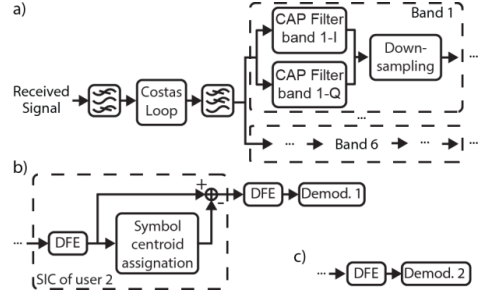 a)
Received
Signal
Costas
Loop
Band 1
CAP Filter
band 1-I
CAP Filter
band 1-Q
Down-
sampling
...
...
... Band 6 ... ...
b)
... DFE
Symbol
centroid
assignation
+
-
SIC of user 2
DFE
Demod. 1
c)
... DFE
Demod. 2